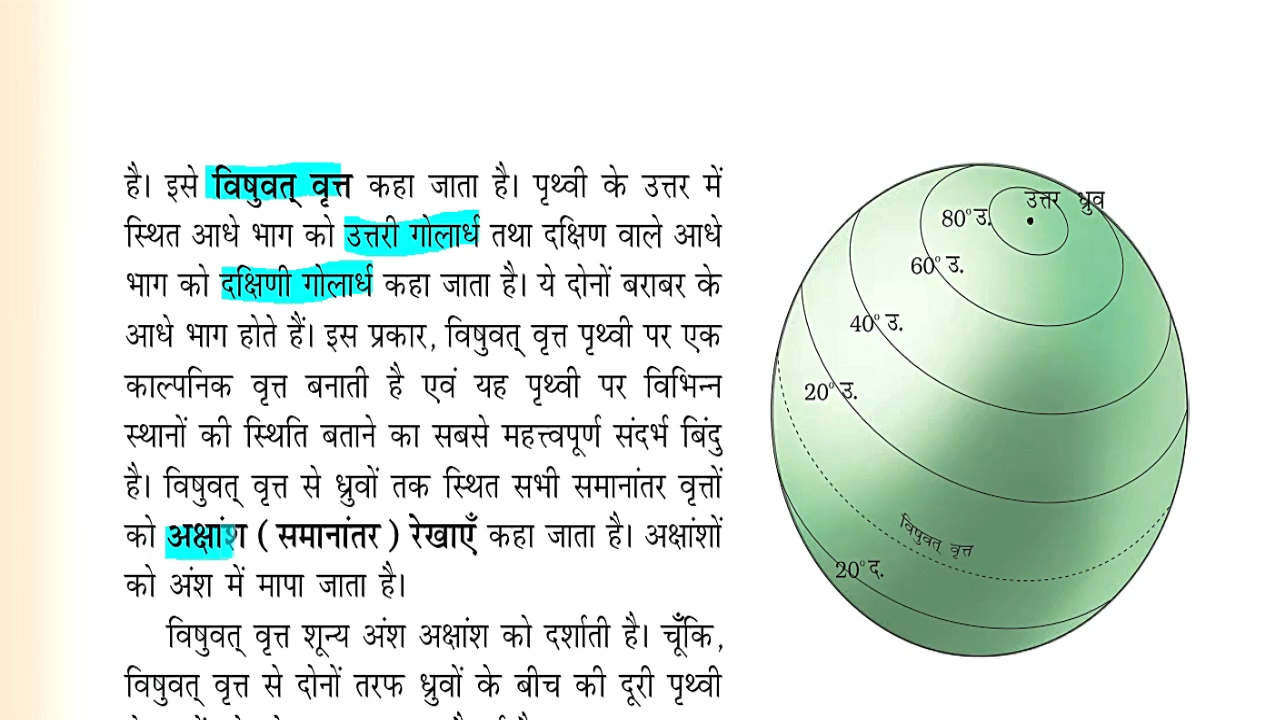 है। इसे विषुवत् वृत्त कहा जाता है। पृथ्वी के उत्तर में
स्थित आधे भाग को उत्तरी गोलार्ध तथा दक्षिण वाले आधे
भाग को दक्षिणी गोलार्ध कहा जाता है। ये दोनों बराबर के
आधे भाग होते हैं। इस प्रकार, विषुवत् वृत्त पृथ्वी पर एक
काल्पनिक वृत्त बनाती है एवं यह पृथ्वी पर विभिन्न
स्थानों की स्थिति बताने का सबसे महत्त्वपूर्ण संदर्भ बिंदु
है। विषुवत् वृत्त से ध्रुवों तक स्थित सभी समानांतर वृत्तों
को अक्षांश ( समानांतर ) रेखाएँ कहा जाता है। अक्षांशों
को अंश में मापा जाता है।
विषुवत् वृत्त शून्य अंश अक्षांश को दर्शाती है। चूँकि,
विषुवत् वृत्त से दोनों तरफ ध्रुवों के बीच की दूरी पृथ्वी
उत्तर ध्रुव
80° उ.
60° उ.
40° उ.
20° उ.
विषुवत् वृत्त
20° द.